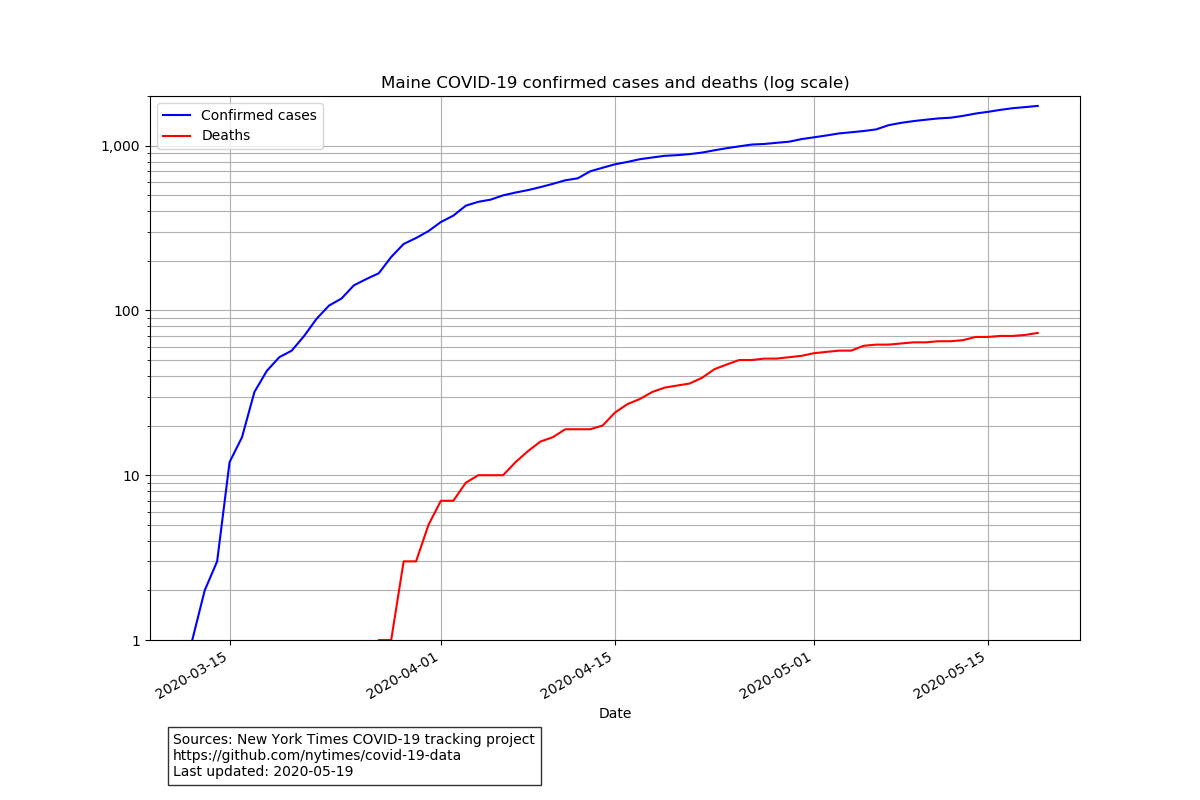 Maine COVID-19 confirmed cases and deaths (log scale)
Confirmed cases
Deaths
1,000
100
10
1
2020-03-15
2020-04-01
2020-04-15
2020-05-01
2020-05-15
Date
Sources: New York Times COVID-19 tracking project
https://github.com/nytimes/covid-19-data
Last updated: 2020-05-19